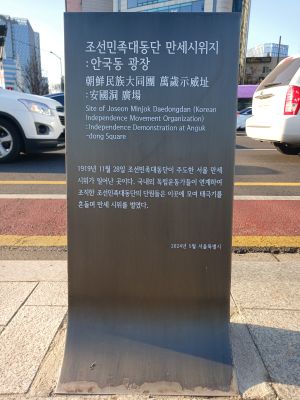 조선민족대동단 만세시위지
:안국동 광장
朝鮮民族大同團 萬歲示威址
:安國洞 廣場
Site of Joseon Minjok Daedongdan (Korean
Independence Movement Organization)
:Independence Demonstration at Anguk
-dong Square
1919년 11월 28일 조선민족대동단이 주도한 서울 만세
시위가 일어난 곳이다. 국내외 독립운동가들이 연계하여
조직한 조선민족대동단의 단원들은 이곳에 모여 태극기를
흔들며 만세 시위를 벌였다.
2024년 5월 서울특별시